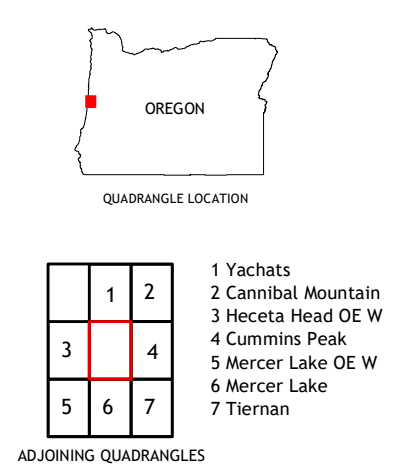 OREGON
QUADRANGLE LOCATION
1 2
3 4
5 6 7
1 Yachats
2 Cannibal Mountain
3 Heceta Head OE W
4 Cummins Peak
5 Mercer Lake OE W
6 Mercer Lake
7 Tiernan
ADJOINING QUADRANGLES